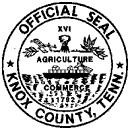 OFFICIAL SEAL
XVI
AGRICULTURE
COMMERCE
KNOX COUNTY, TENN.